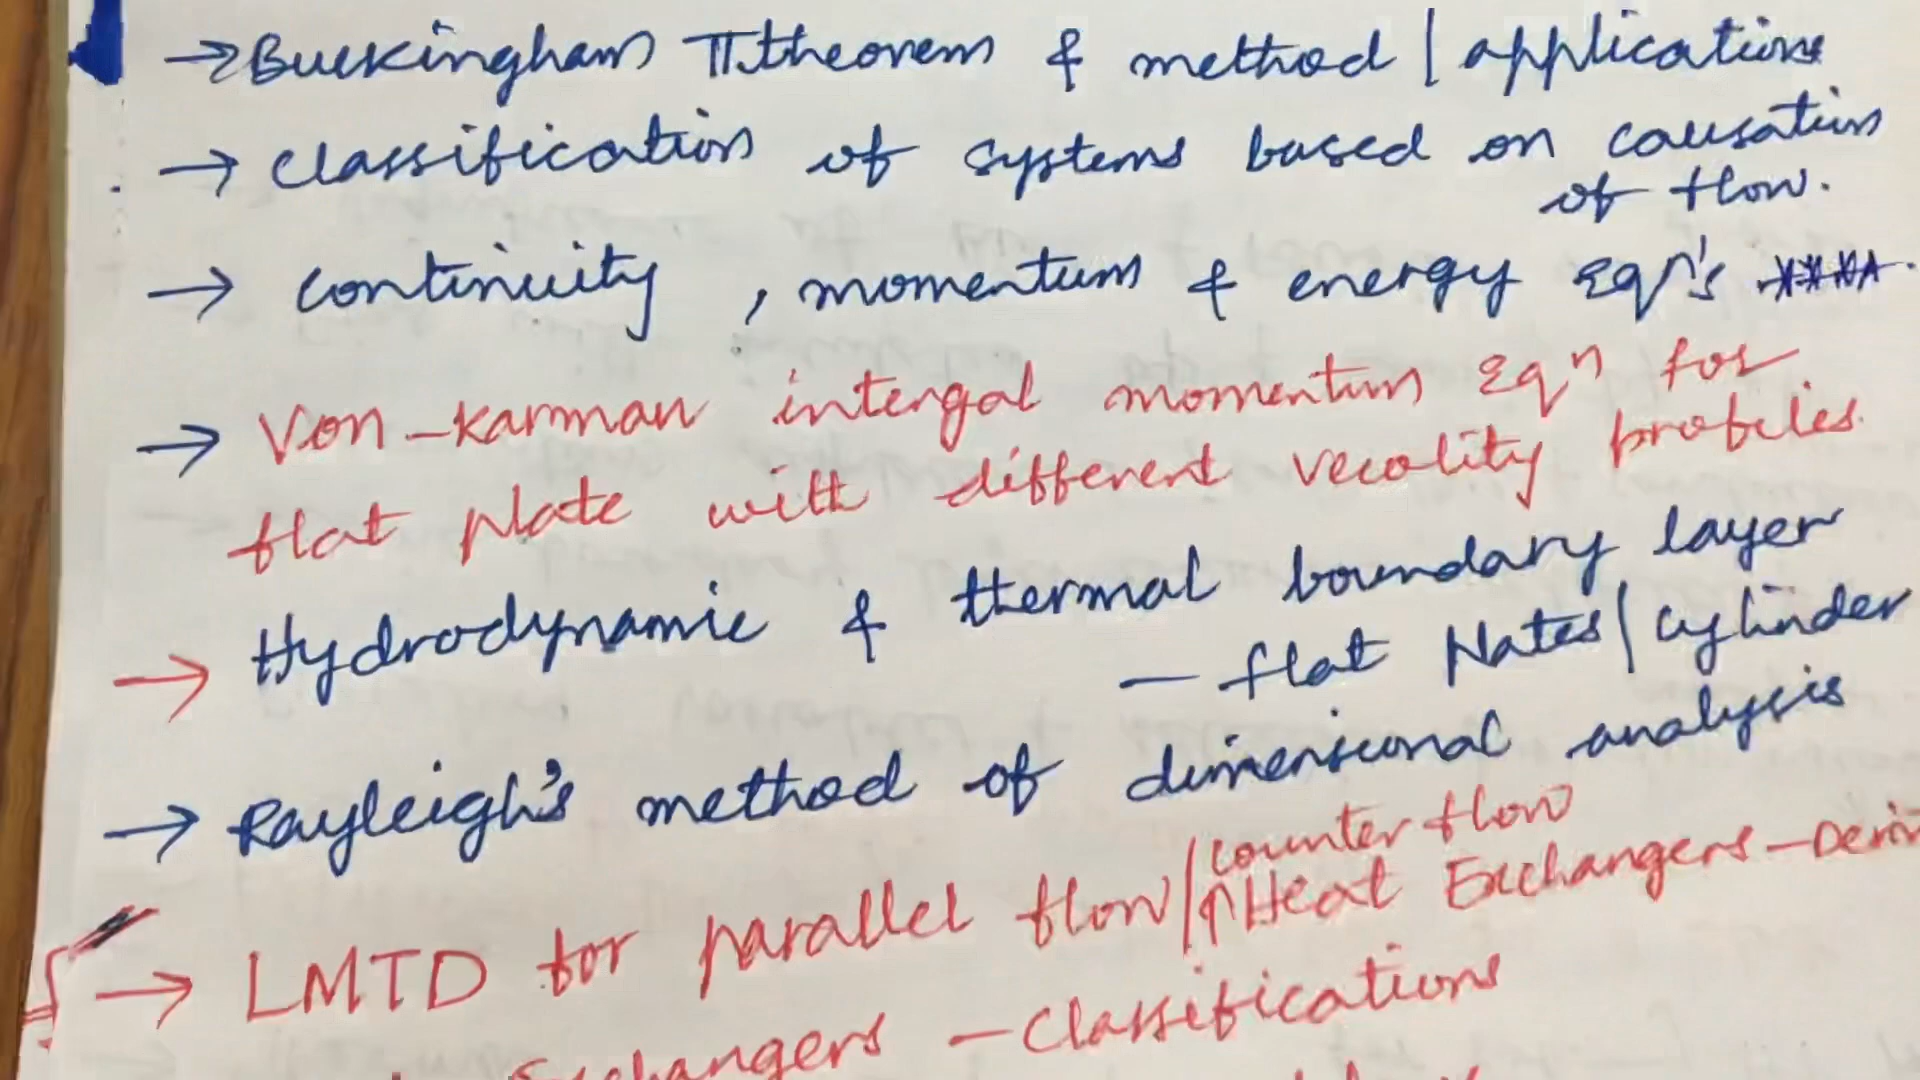 → Buckingham π theorem & method | applications
→ classification of systems based on causation
of flow.
→ continuity, momentum & energy Eqn's ****
→ Von-Karman intergal momentum Eqn for
flat plate with different vecolity profiles.
→ Hydrodynamic & thermal boundary layer
— flat plates | cylinder
→ Rayleigh's method of dimensional analysis
counter flow
→ LMTD for parallel flow | ↑ Heat Exchangers — Deriv
Exchangers — Classifications